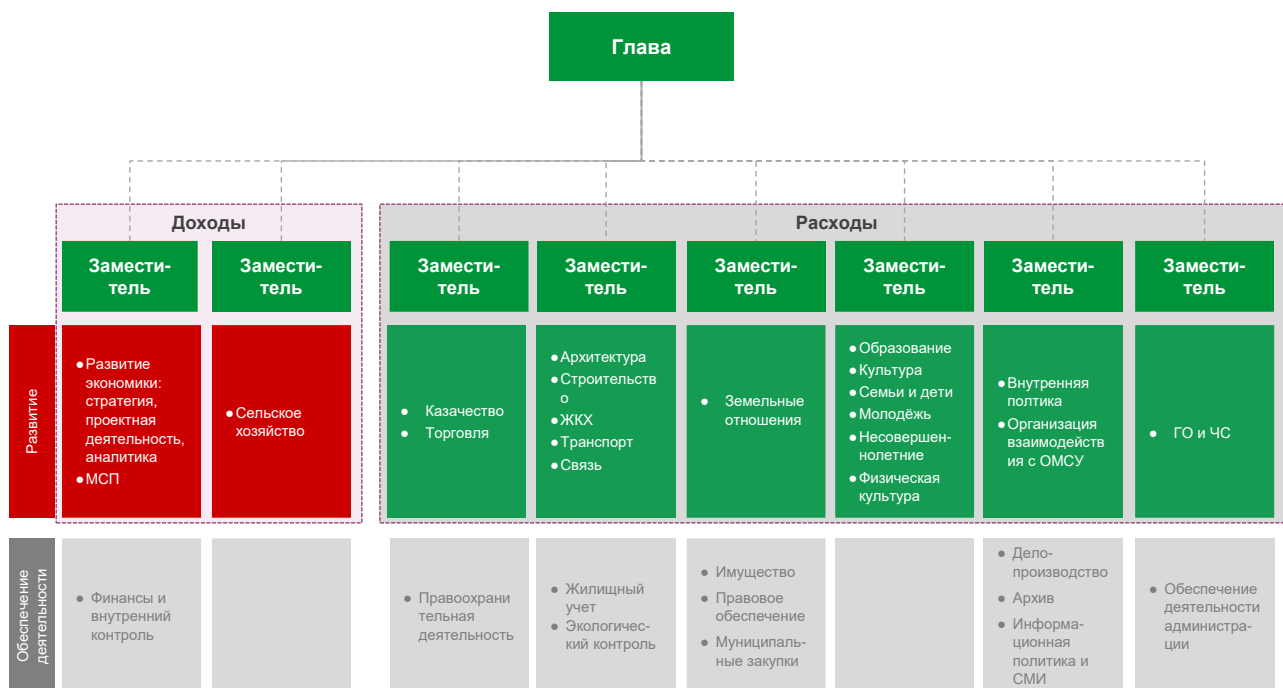 Глава
Доходы
Расходы
Замести-
тель
Замести-
тель
Замести-
тель
Замести-
тель
Замести-
тель
Замести-
тель
Замести-
тель
Замести-
тель
Развитие
● Развитие
экономики:
стратегия,
проектная
деятельность,
аналитика
● МСП
● Сельское
хозяйство
● Казачество
● Торговля
● Архитектура
● Строительств
о
● ЖКХ
● Транспорт
● Связь
● Земельные
отношения
● Образование
● Культура
● Семьи и дети
● Молодёжь
● Несовершен-
нолетние
● Физическая
культура
● Внутренняя
полтика
● Организация
взаимодейств
ия с ОМСУ
● ГО и ЧС
Обеспечение
деятельности
● Финансы и
внутренний
контроль
● Правоохрани
тельная
деятельность
● Жилищный
учет
● Экологичес-
кий контроль
● Имущество
● Правовое
обеспечение
● Муниципаль-
ные закупки
● Дело-
производство
● Архив
● Информа-
ционная
политика и
СМИ
● Обеспечение
деятельности
администра-
ции